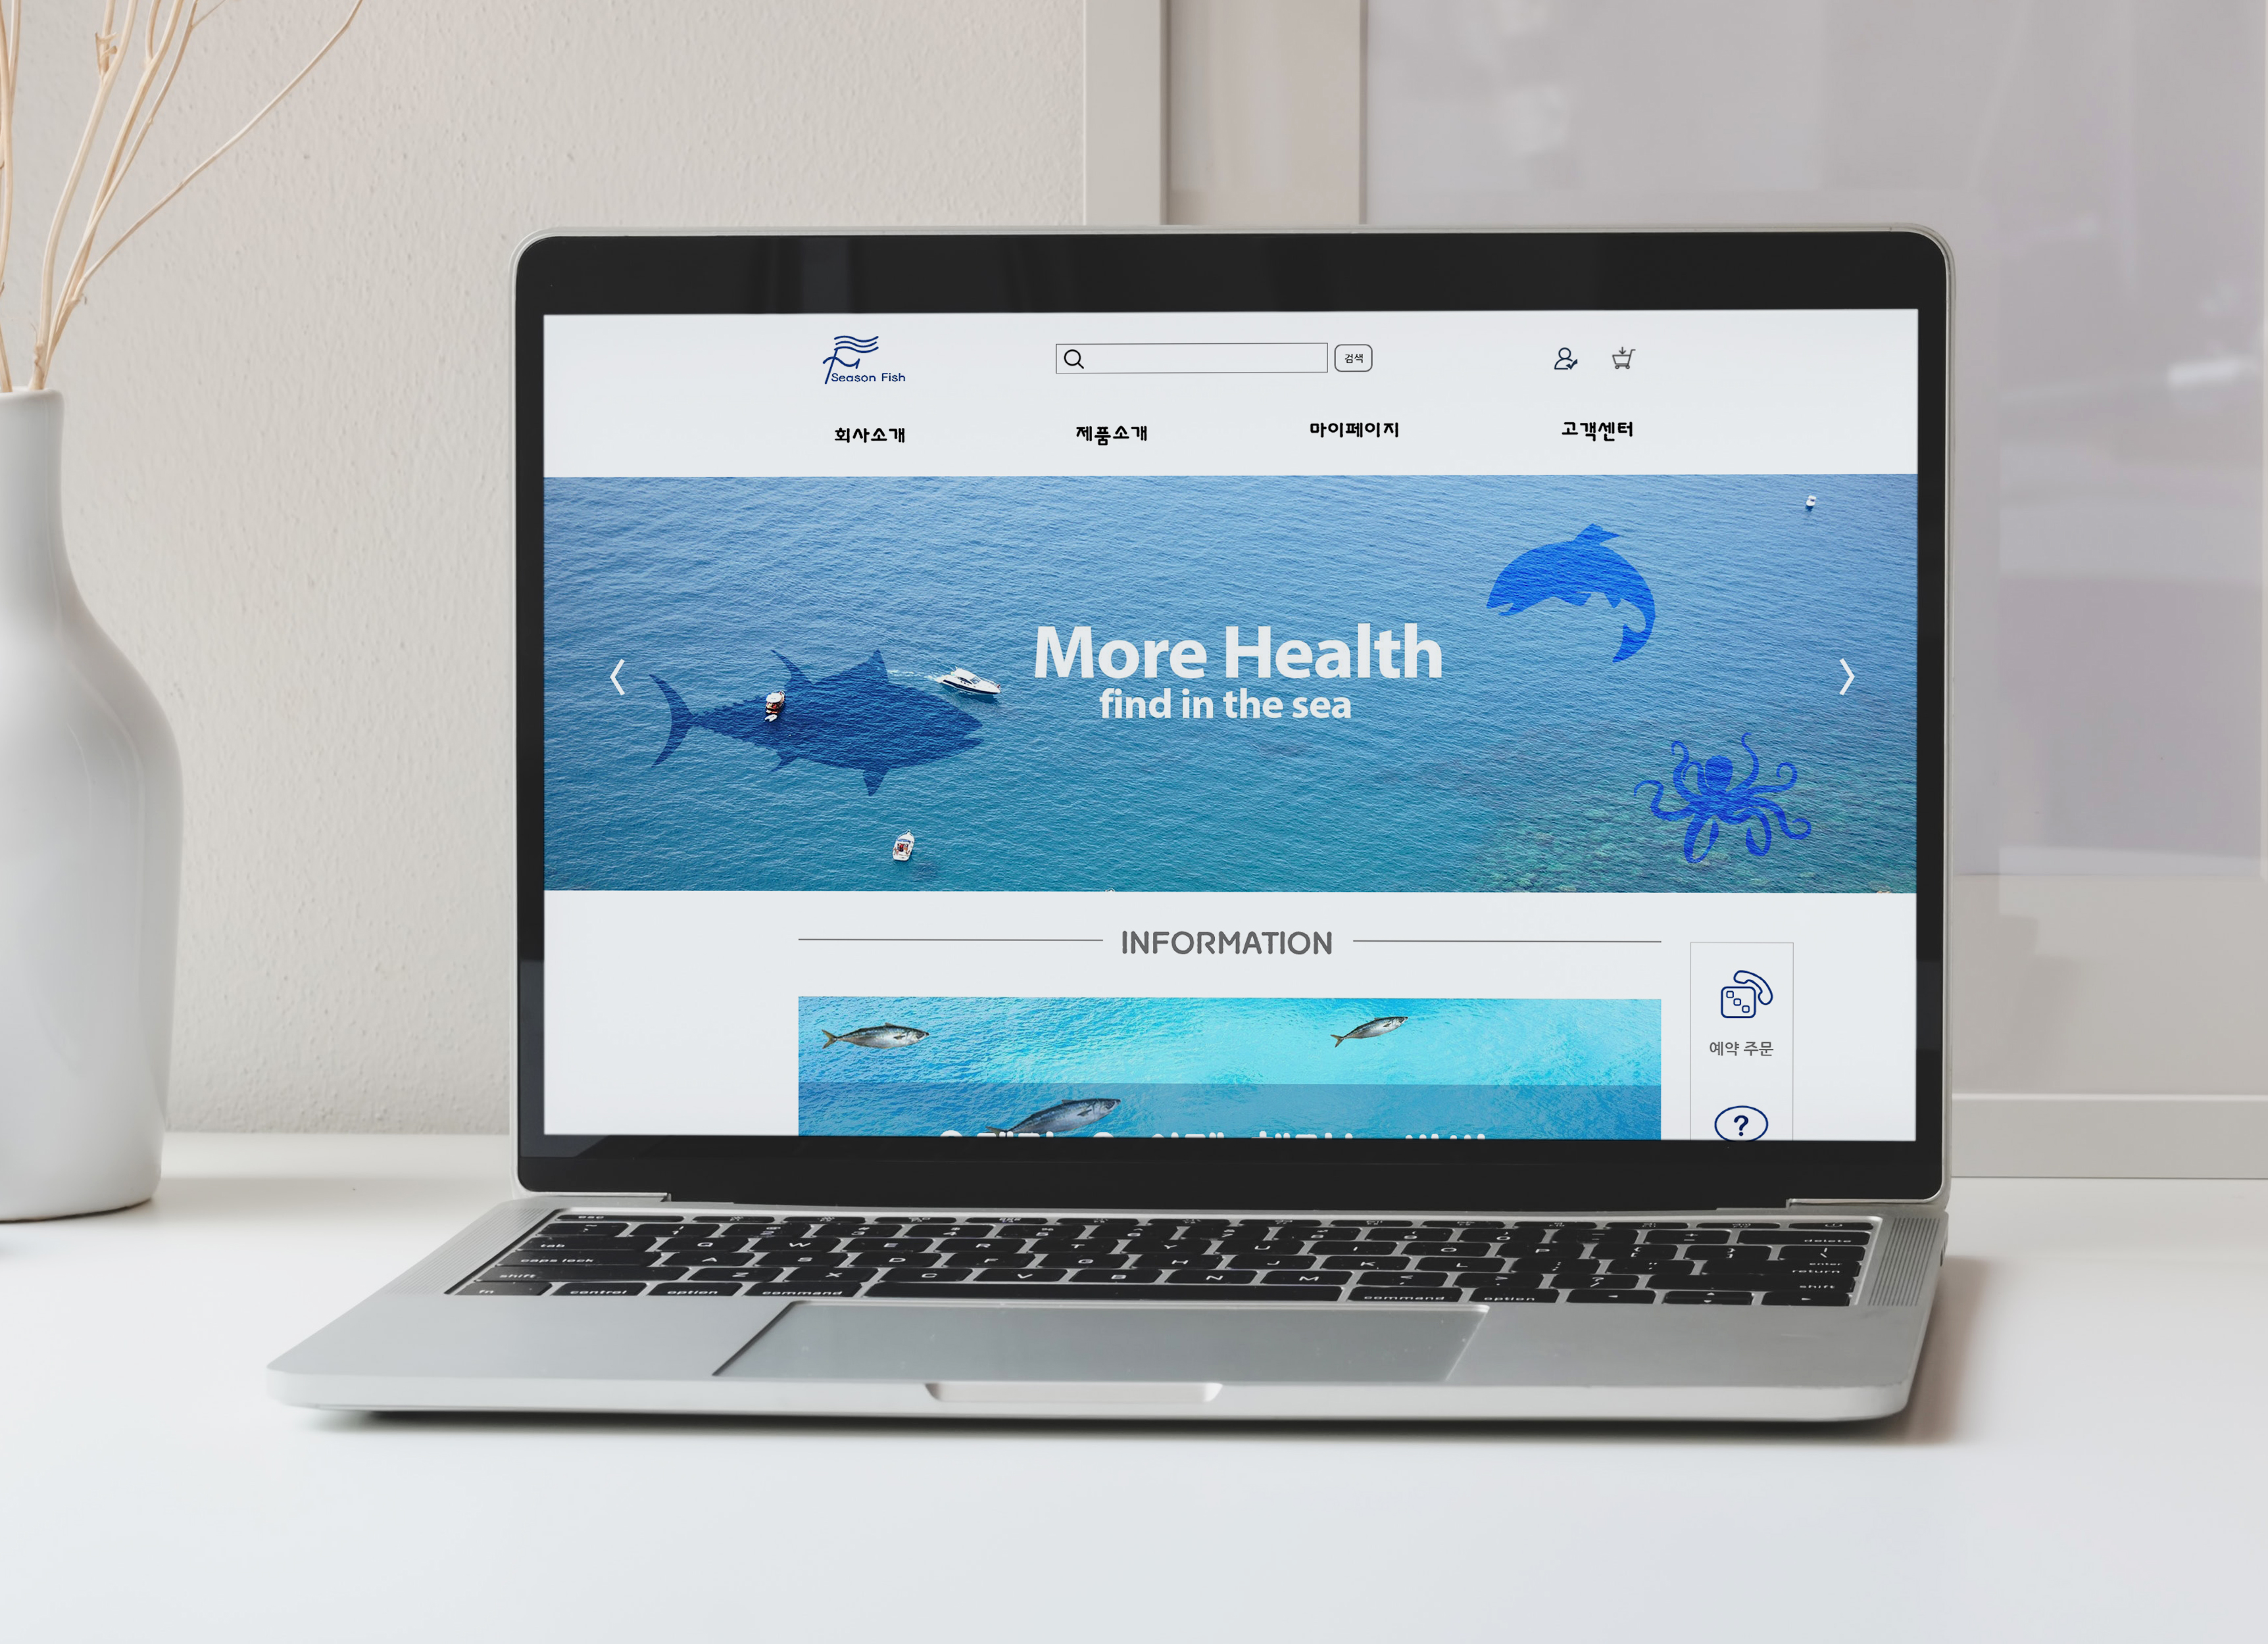 Season Fish
검색
회사소개
제품소개
마이페이지
고객센터
More Health
find in the sea
INFORMATION
예약 주문
?
esc
tab Q W E R T Y U I O P delete
caps lock A S D F G H J K L enter return
shift Z X C V B N M shift
fn control option command command option